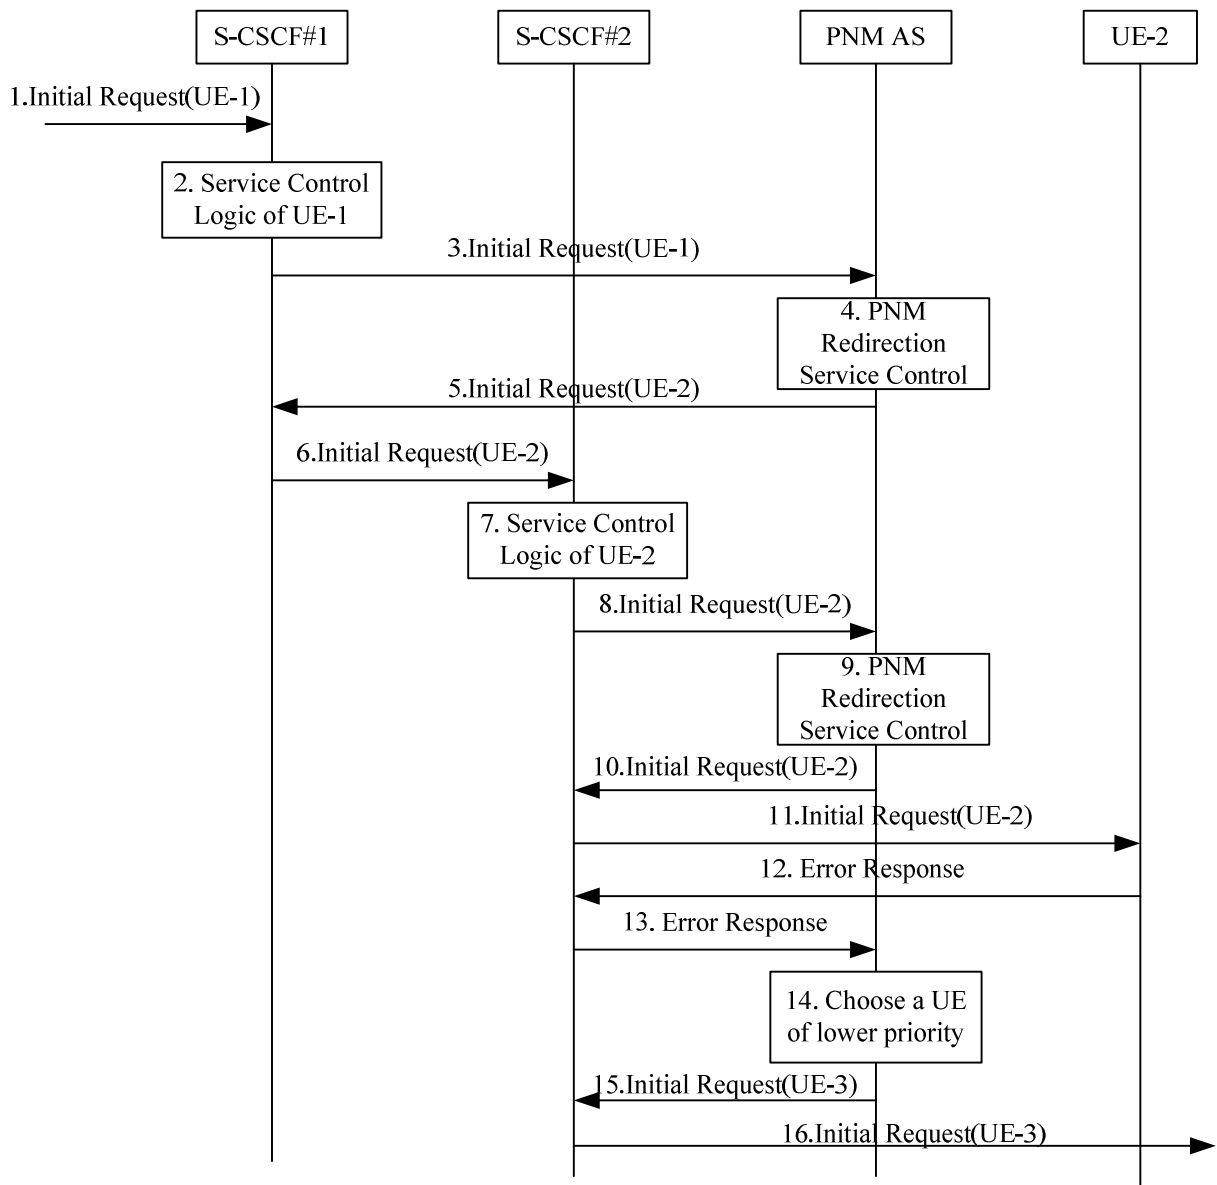 S-CSCF#1
S-CSCF#2
PNM AS
UE-2
1.Initial Request(UE-1)
2. Service Control
Logic of UE-1
3.Initial Request(UE-1)
4. PNM
Redirection
Service Control
5.Initial Request(UE-2)
6.Initial Request(UE-2)
7. Service Control
Logic of UE-2
8.Initial Request(UE-2)
9. PNM
Redirection
Service Control
10.Initial Request(UE-2)
11.Initial Request(UE-2)
12. Error Response
13. Error Response
14. Choose a UE
of lower priority
15.Initial Request(UE-3)
16.Initial Request(UE-3)